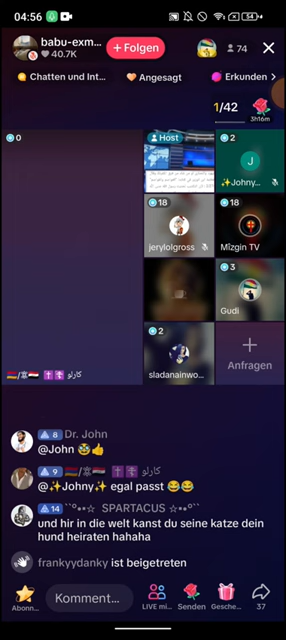 04:56
54
babu-exm...
40.7K
+ Folgen
74
Chatten und Int...
Angesagt
Erkunden >
1/42
3h16m
0
Host
2
J
✨Johny...
18
jerylolgross
18
Mizgin TV
3
Gudi
كارلو
2
sladanainwo...
+
Anfragen
8 Dr. John
@John 🥸👍
9 كارلو
@✨Johny✨ egal passt 😂😂
14 ``°••☆ SPARTACUS ☆••°``
und hir in die welt kanst du seine katze dein
hund heiraten hahaha
frankyydanky ist beigetreten
Abonn...
Komment...
LIVE mi...
Senden
Gesche...
37